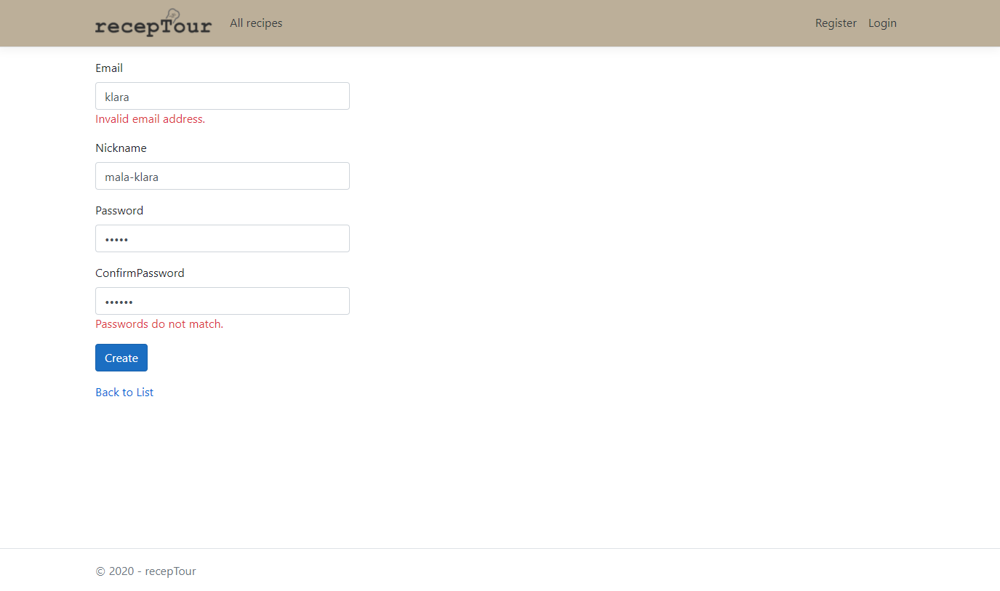 recepTour All recipes Register Login
Email
klara
Invalid email address.
Nickname
mala-klara
Password
•••••
ConfirmPassword
••••••
Passwords do not match.
Create
Back to List
© 2020 - recepTour